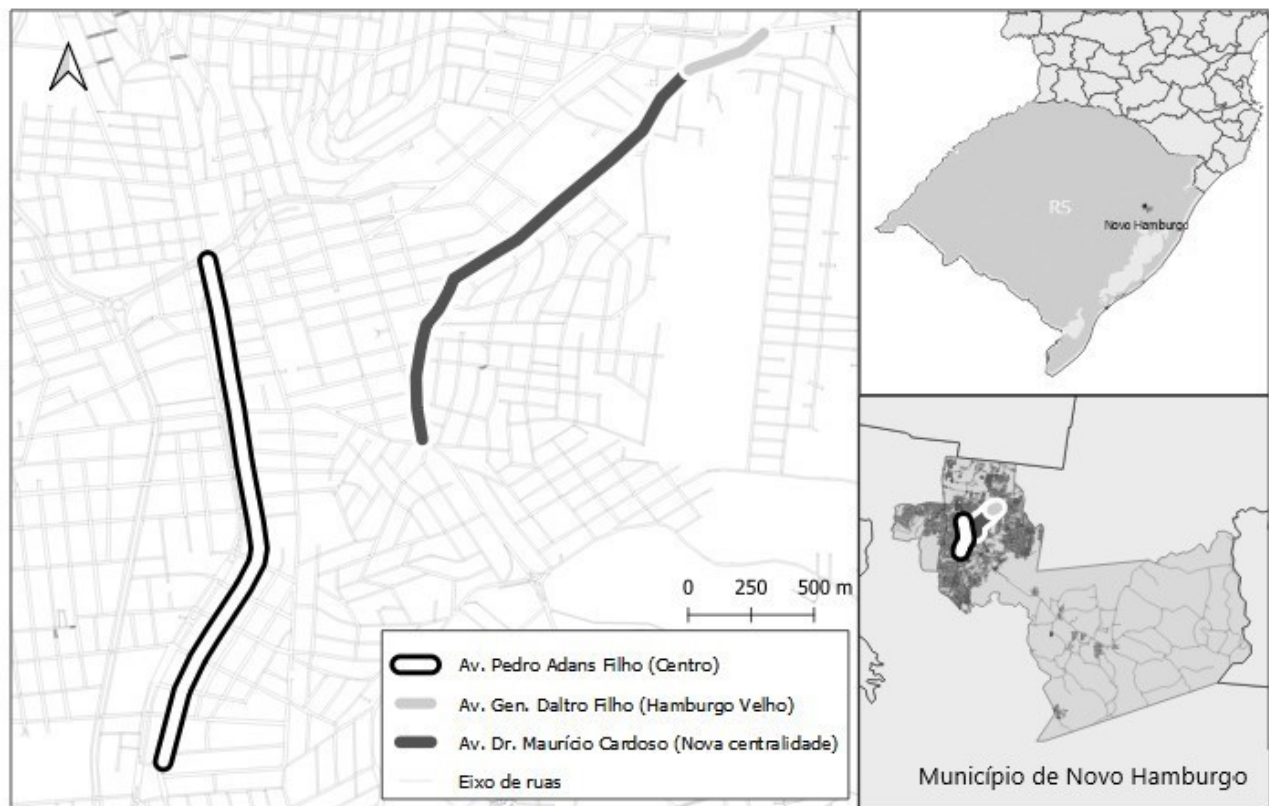 RS
Novo Hamburgo
0 250 500 m
Av. Pedro Adans Filho (Centro)
Av. Gen. Daltro Filho (Hamburgo Velho)
Av. Dr. Maurício Cardoso (Nova centralidade)
Eixo de ruas
Município de Novo Hamburgo